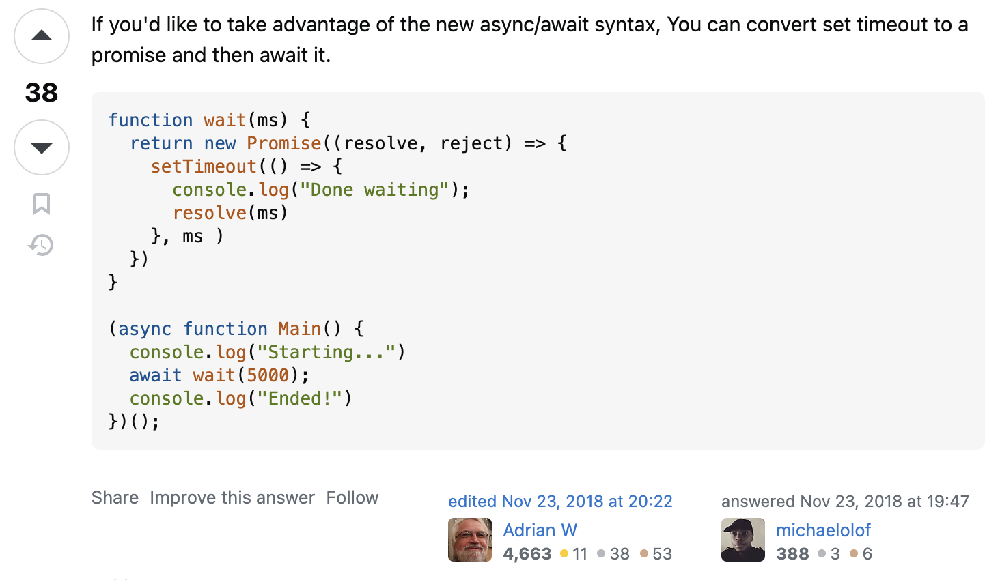 If you'd like to take advantage of the new async/await syntax, You can convert set timeout to a
promise and then await it.
38
function wait(ms) {
  return new Promise((resolve, reject) => {
    setTimeout(() => {
      console.log("Done waiting");
      resolve(ms)
    }, ms )
  })
}

(async function Main() {
  console.log("Starting...")
  await wait(5000);
  console.log("Ended!")
})();
Share Improve this answer Follow
edited Nov 23, 2018 at 20:22
Adrian W
4,663 ● 11 ● 38 ● 53
answered Nov 23, 2018 at 19:47
michaelolof
388 ● 3 ● 6